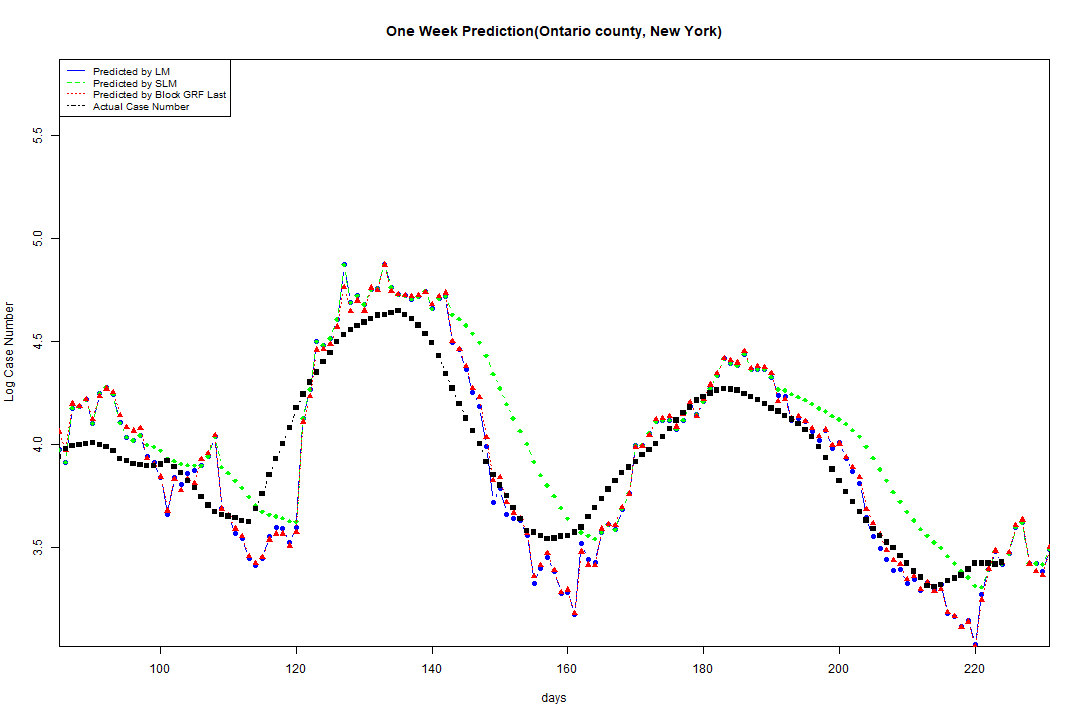 One Week Prediction(Ontario county, New York)
Predicted by LM
Predicted by SLM
Predicted by Block GRF Last
Actual Case Number
Log Case Number
5.5
5.0
4.5
4.0
3.5
100 120 140 160 180 200 220
days